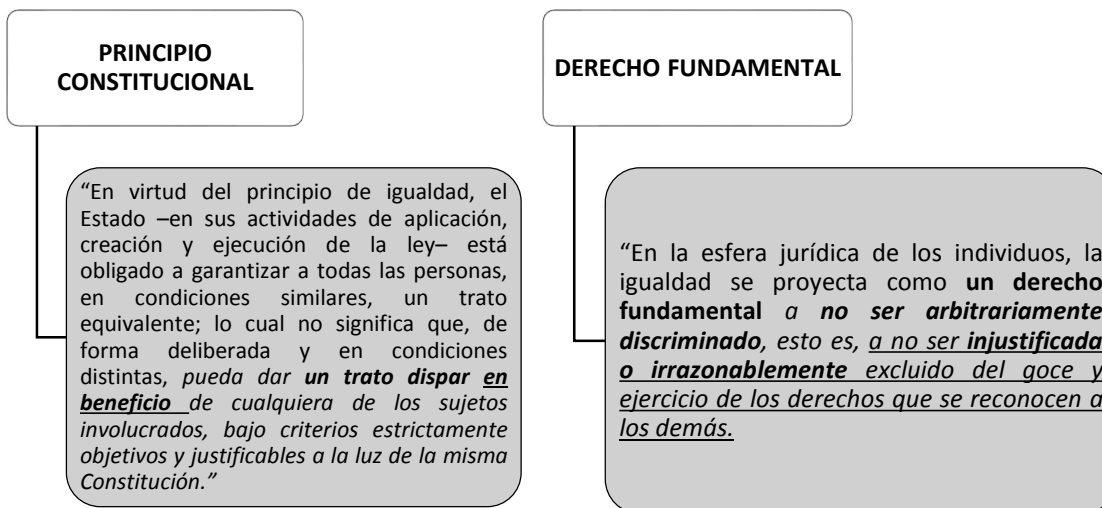 PRINCIPIO
CONSTITUCIONAL
“En virtud del principio de igualdad, el
Estado –en sus actividades de aplicación,
creación y ejecución de la ley– está
obligado a garantizar a todas las personas,
en condiciones similares, un trato
equivalente; lo cual no significa que, de
forma deliberada y en condiciones
distintas, pueda dar un trato dispar en
beneficio de cualquiera de los sujetos
involucrados, bajo criterios estrictamente
objetivos y justificables a la luz de la misma
Constitución.”
DERECHO FUNDAMENTAL
“En la esfera jurídica de los individuos, la
igualdad se proyecta como un derecho
fundamental a no ser arbitrariamente
discriminado, esto es, a no ser injustificada
o irrazonablemente excluido del goce y
ejercicio de los derechos que se reconocen a
los demás.